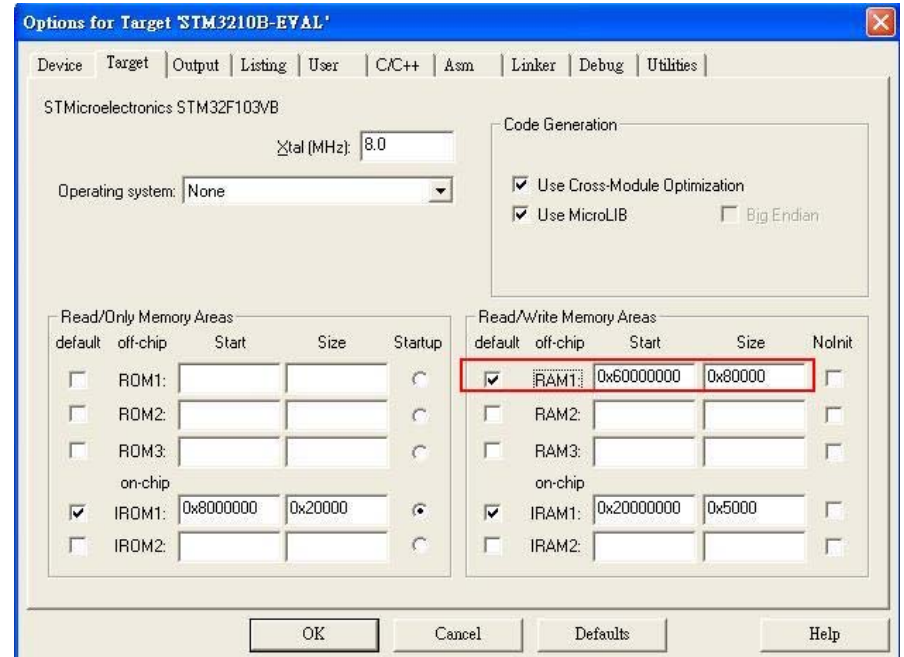 Options for Target 'STM3210B-EVAL'
Device Target Output Listing User C/C++ Asm Linker Debug Utilities
STMicroelectronics STM32F103VB
Xtal (MHz): 8.0
Operating system: None
Code Generation
Use Cross-Module Optimization
Use MicroLIB Big Endian
Read/Only Memory Areas
default off-chip Start Size Startup
ROM1:
ROM2:
ROM3:
on-chip
IROM1: 0x8000000 0x20000
IROM2:
Read/Write Memory Areas
default off-chip Start Size NoInit
RAM1: 0x60000000 0x80000
RAM2:
RAM3:
on-chip
IRAM1: 0x20000000 0x5000
IRAM2:
OK Cancel Defaults Help